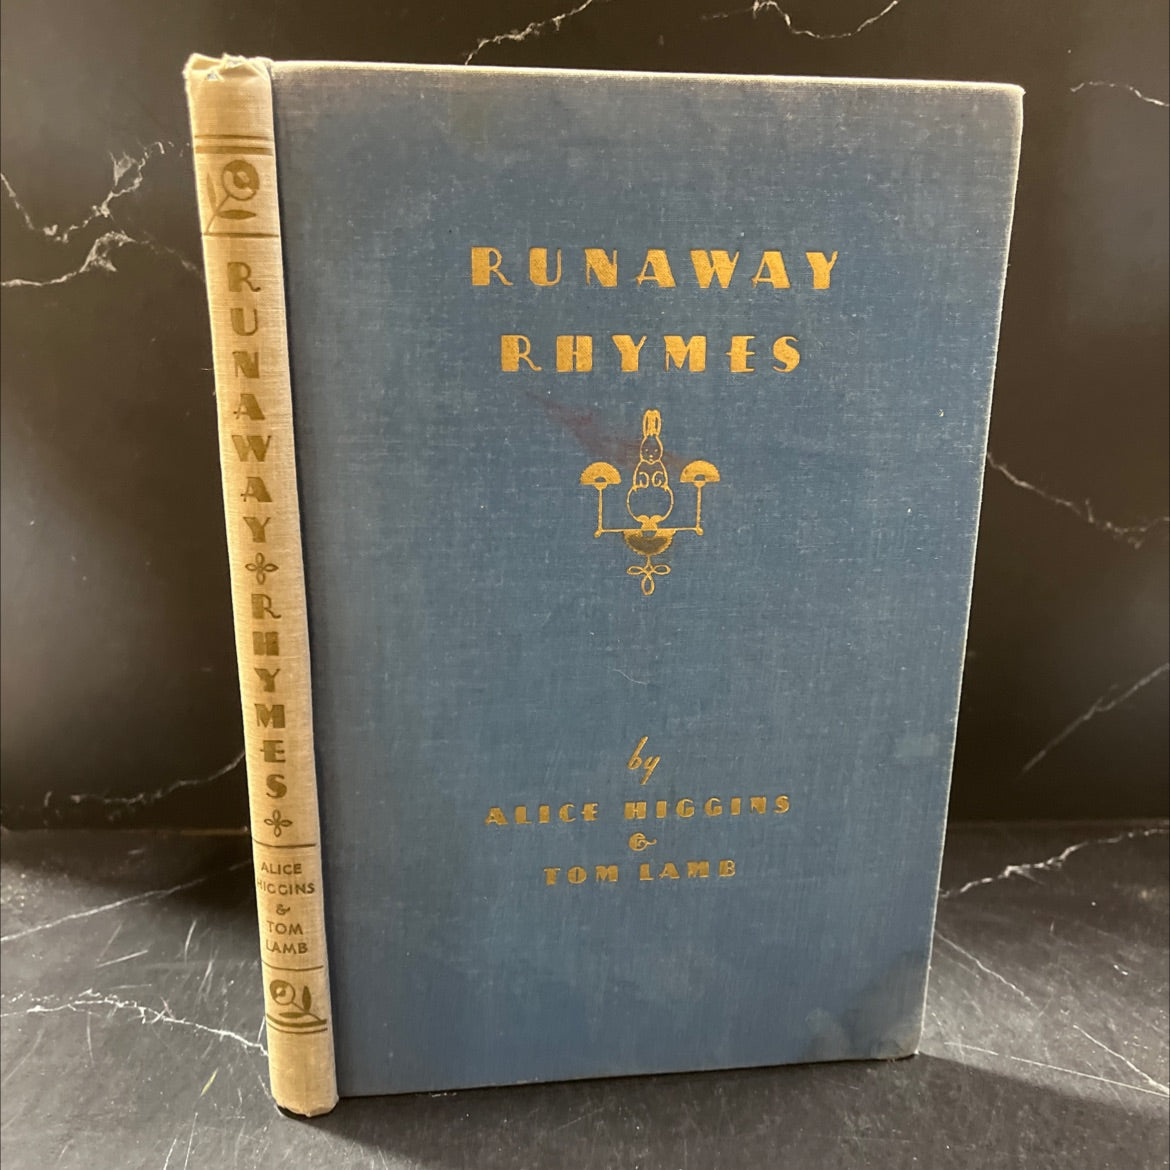 RUNAWAY RHYMES
ALICE
HIGGINS
&
TOM
LAMB
RUNAWAY
RHYMES
by
ALICE HIGGINS
&
TOM LAMB